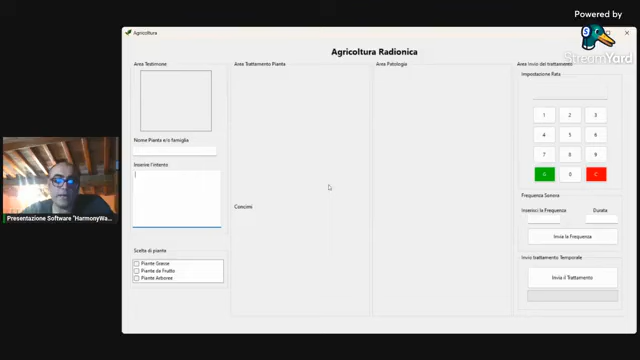 Powered by
StreamYard
Agricoltura
Agricoltura Radionica
Area Testimone
Area Trattamento Pianta
Area Patologia
Area Invio del trattamento
Impostazione Rata
1 2 3
4 5 6
7 8 9
0 C
Nome Pianta e/o famiglia
Inserire l'intento
Concimi
Frequenza Sonora
Inserisci la Frequenza
Durata
Invia la Frequenza
Scelta di piante
Piante Grasse
Piante da Frutto
Piante Arboree
Invio trattamento Temporale
Invia il Trattamento
Presentazione Software "HarmonyWa...